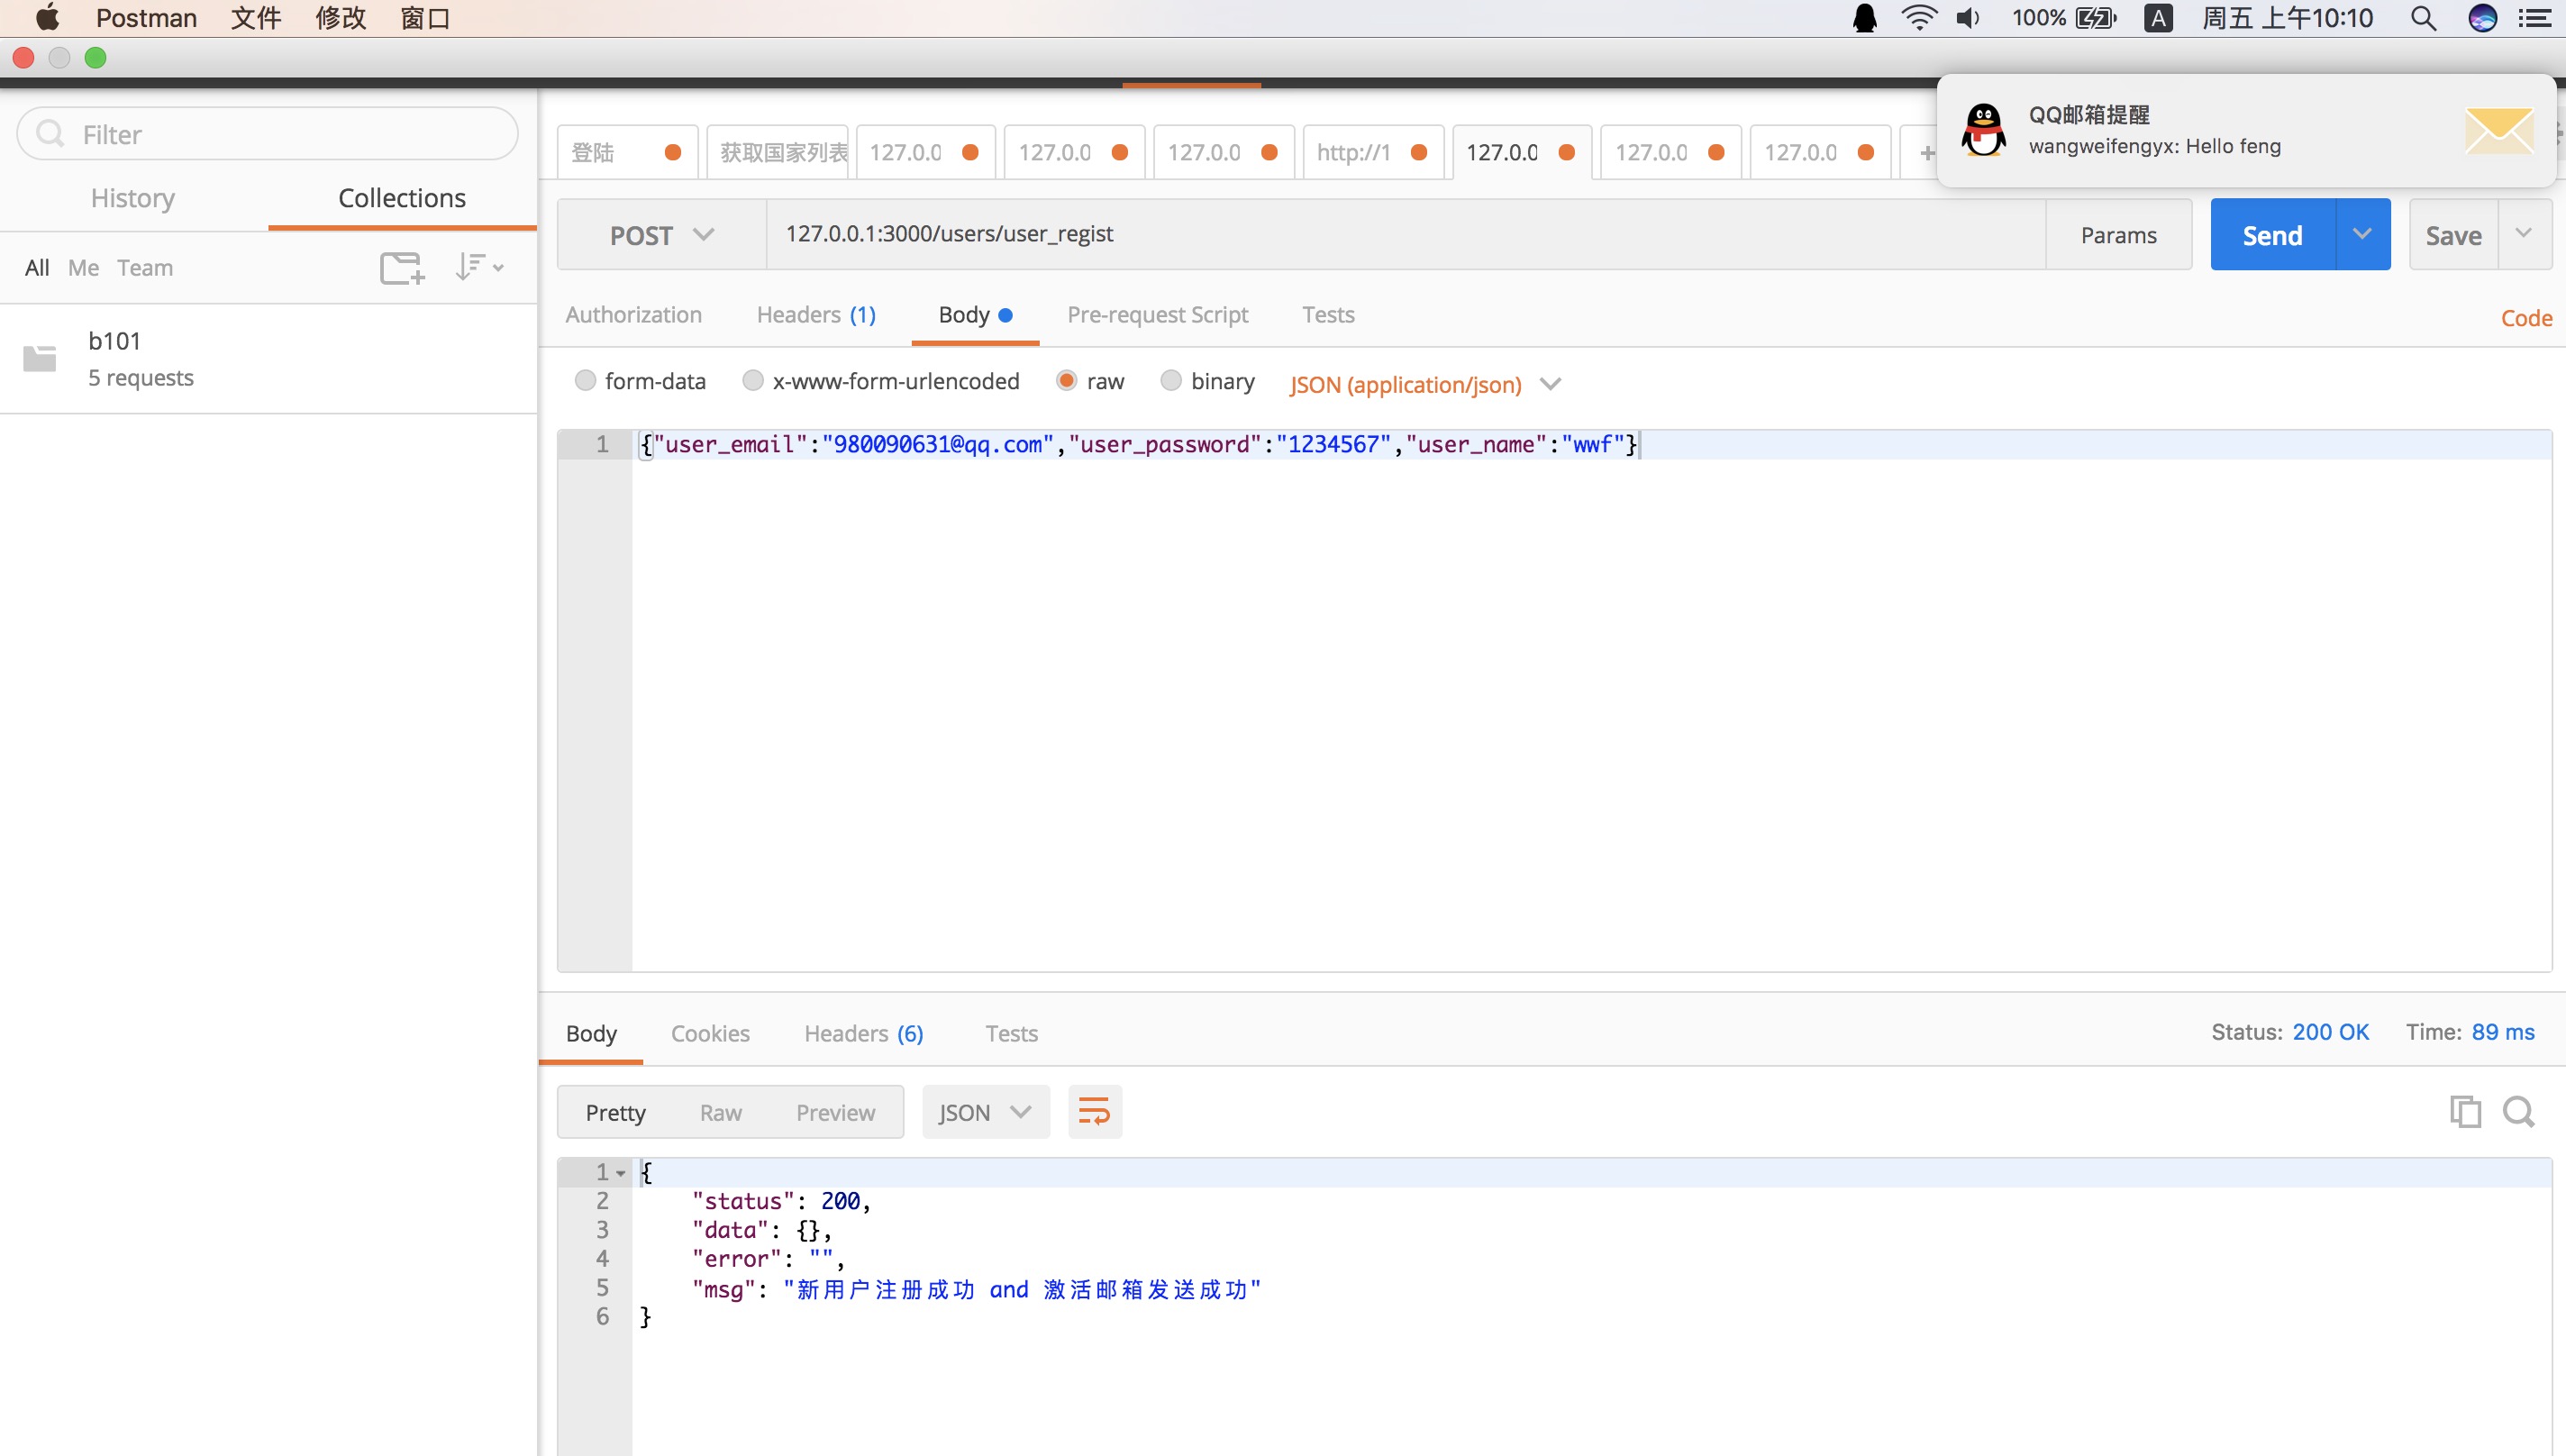 Postman 文件 修改 窗口 100% A 周五 上午10:10
QQ邮箱提醒
wangweifengyx: Hello feng
Filter
History Collections
All Me Team
b101
5 requests
登陆 获取国家列表 127.0.0 127.0.0 127.0.0 http://1 127.0.0 127.0.0 127.0.0 +
POST 127.0.0.1:3000/users/user_regist Params Send Save
Authorization Headers (1) Body Pre-request Script Tests Code
form-data x-www-form-urlencoded raw binary JSON (application/json)
1 {"user_email":"980090631@qq.com","user_password":"1234567","user_name":"wwf"}
Body Cookies Headers (6) Tests Status: 200 OK Time: 89 ms
Pretty Raw Preview JSON
1 {
2 "status": 200,
3 "data": {},
4 "error": "",
5 "msg": "新用户注册成功 and 激活邮箱发送成功"
6 }